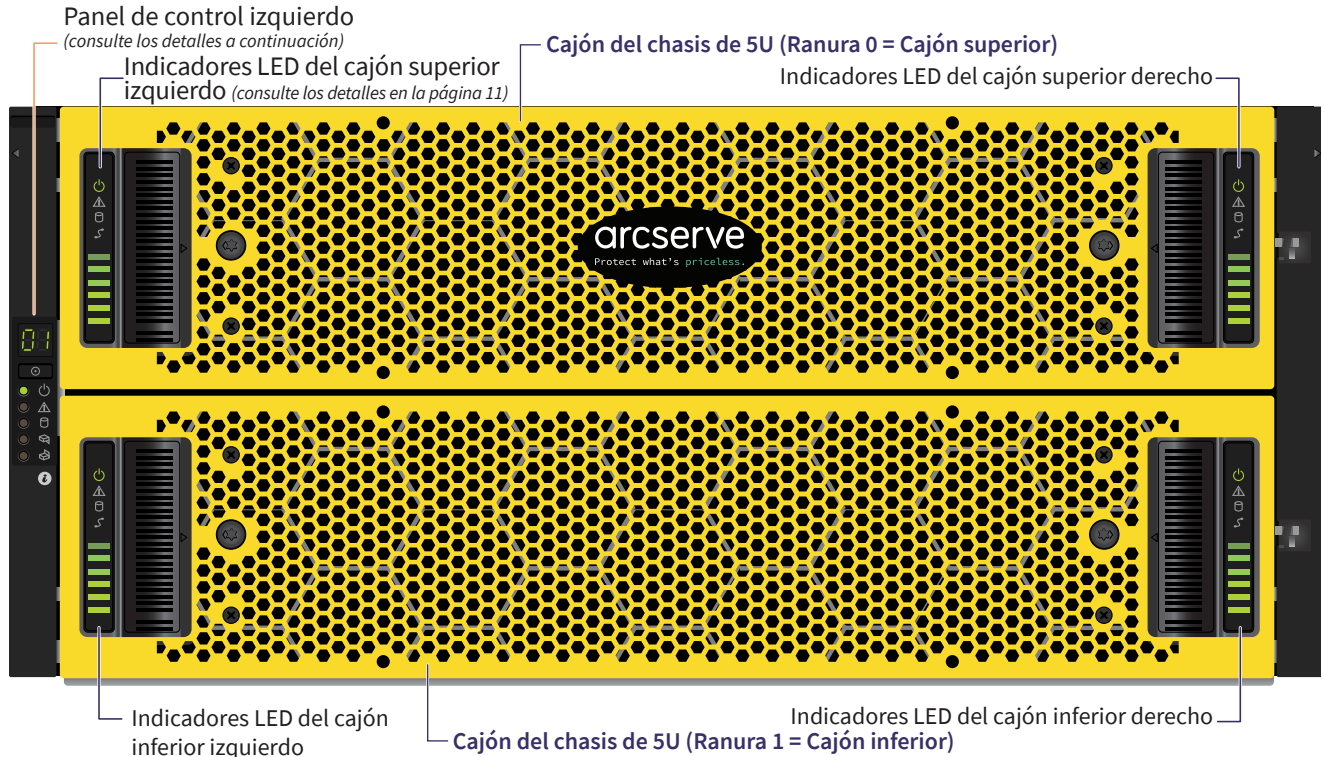 Panel de control izquierdo
(consulte los detalles a continuación)
Indicadores LED del cajón superior
izquierdo (consulte los detalles en la página 11)
Cajón del chasis de 5U (Ranura 0 = Cajón superior)
Indicadores LED del cajón superior derecho
arcserve
Protect what's priceless.
01
Indicadores LED del cajón
inferior izquierdo
Cajón del chasis de 5U (Ranura 1 = Cajón inferior)
Indicadores LED del cajón inferior derecho